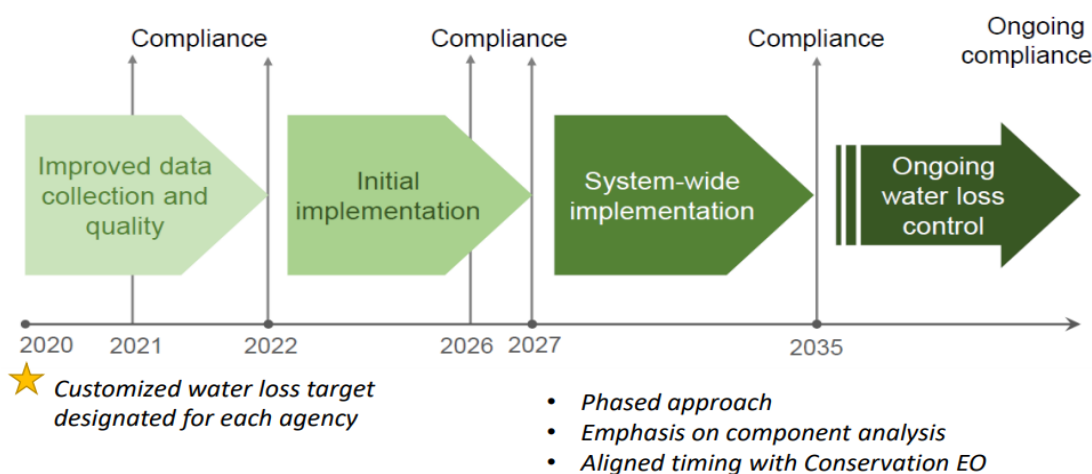 Compliance
Compliance
Compliance
Ongoing
compliance
Improved data
collection and
quality
Initial
implementation
System-wide
implementation
Ongoing
water loss
control
2020
2021
2022
2026
2027
2035
Customized water loss target
designated for each agency
• Phased approach
• Emphasis on component analysis
• Aligned timing with Conservation EO